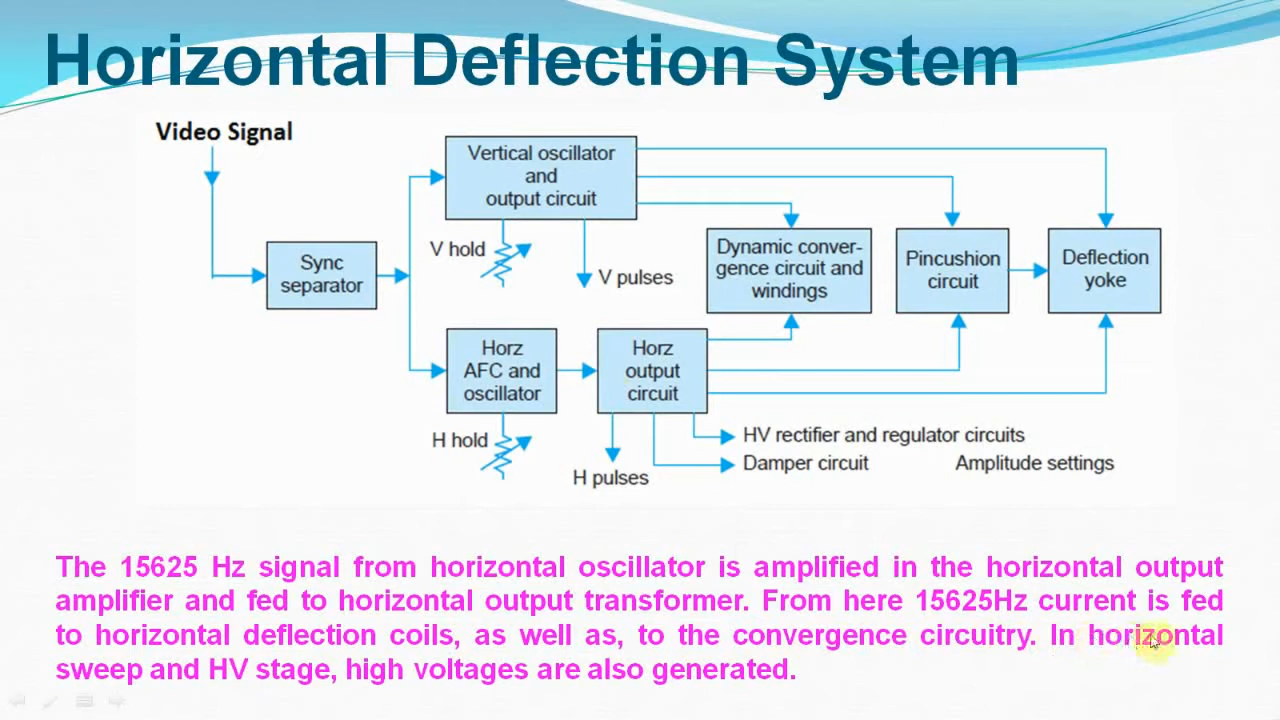 Horizontal Deflection System
Video Signal
Vertical oscillator
and
output circuit
V hold
V pulses
Sync
separator
Dynamic conver-
gence circuit and
windings
Pincushion
circuit
Deflection
yoke
Horz
AFC and
oscillator
Horz
output
circuit
H hold
H pulses
HV rectifier and regulator circuits
Damper circuit
Amplitude settings
The 15625 Hz signal from horizontal oscillator is amplified in the horizontal output
amplifier and fed to horizontal output transformer. From here 15625Hz current is fed
to horizontal deflection coils, as well as, to the convergence circuitry. In horizontal
sweep and HV stage, high voltages are also generated.